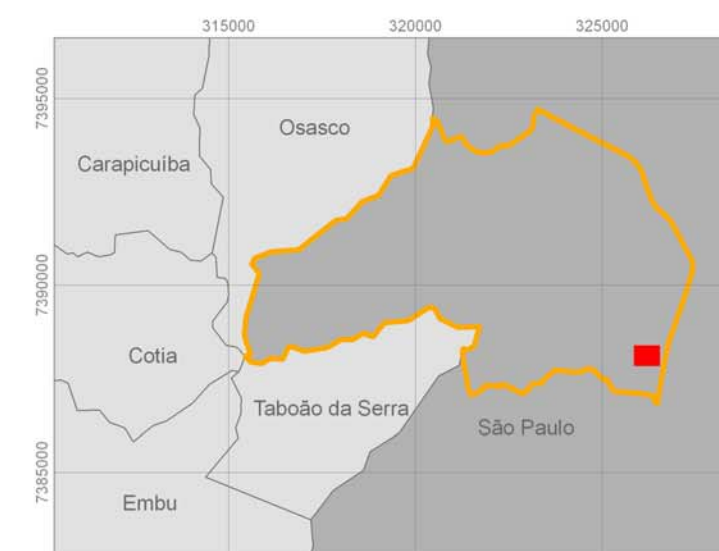 315000
320000
325000
7395000
Osasco
Carapicuíba
7390000
Cotia
Taboão da Serra
São Paulo
7385000
Embu